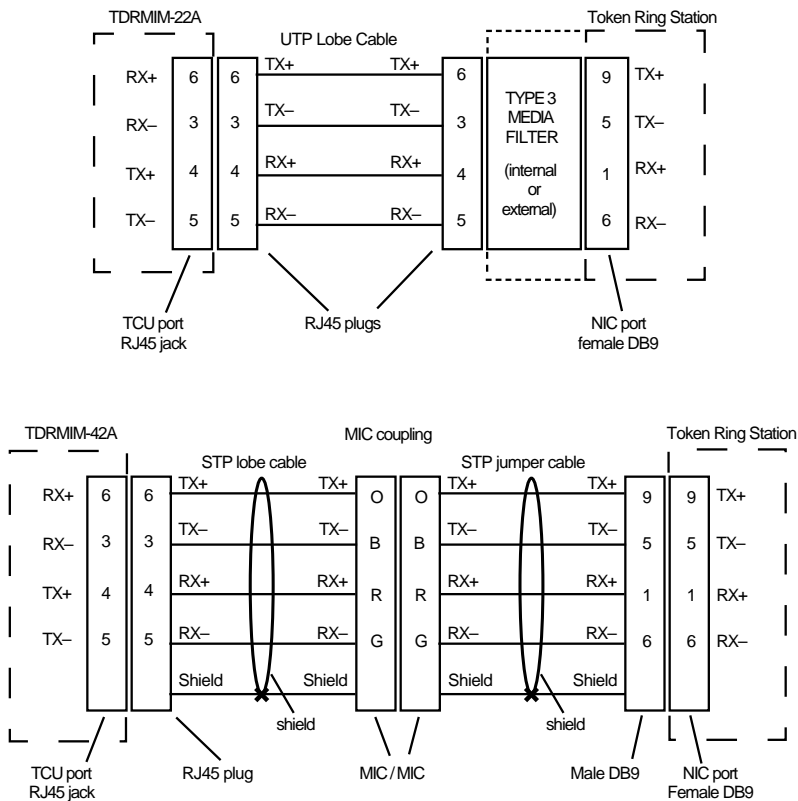 TDRMIM-22A
Token Ring Station
UTP Lobe Cable
RX+ 6 6 TX+ TX+ 6 9 TX+
RX– 3 3 TX– TX– 3 5 TX–
TX+ 4 4 RX+ RX+ 4 1 RX+
TX– 5 5 RX– RX– 5 6 RX–
TYPE 3
MEDIA
FILTER
(internal
or
external)
TCU port
RJ45 jack
RJ45 plugs
NIC port
female DB9
TDRMIM-42A
MIC coupling
Token Ring Station
STP lobe cable
STP jumper cable
RX+ 6 6 TX+ TX+ O O TX+ TX+ 9 9 TX+
RX– 3 3 TX– TX– B B TX– TX– 5 5 TX–
TX+ 4 4 RX+ RX+ R R RX+ RX+ 1 1 RX+
TX– 5 5 RX– RX– G G RX– RX– 6 6 RX–
Shield Shield Shield Shield
shield
shield
TCU port
RJ45 jack
RJ45 plug
MIC / MIC
Male DB9
NIC port
Female DB9